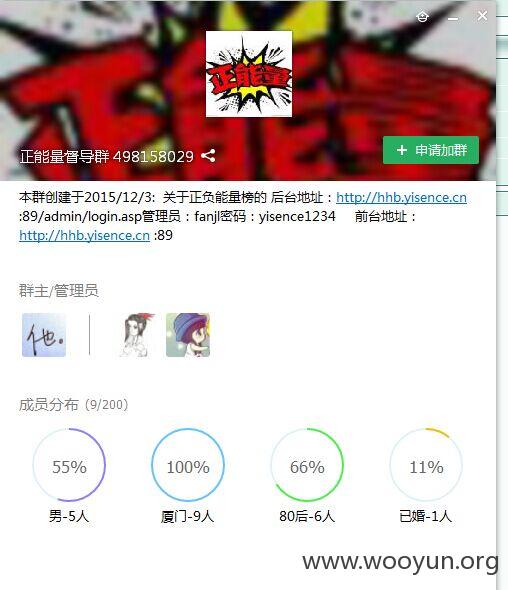 正能量
正能量督导群 498158029
申请加群
本群创建于2015/12/3: 关于正负能量榜的 后台地址：http://hhb.yisence.cn
:89/admin/login.asp管理员：fanjl密码：yisence1234 前台地址：
http://hhb.yisence.cn :89
群主/管理员
他。
成员分布 (9/200)
55% 100% 66% 11%
男-5人 厦门-9人 80后-6人 已婚-1人
www.wooyun.org